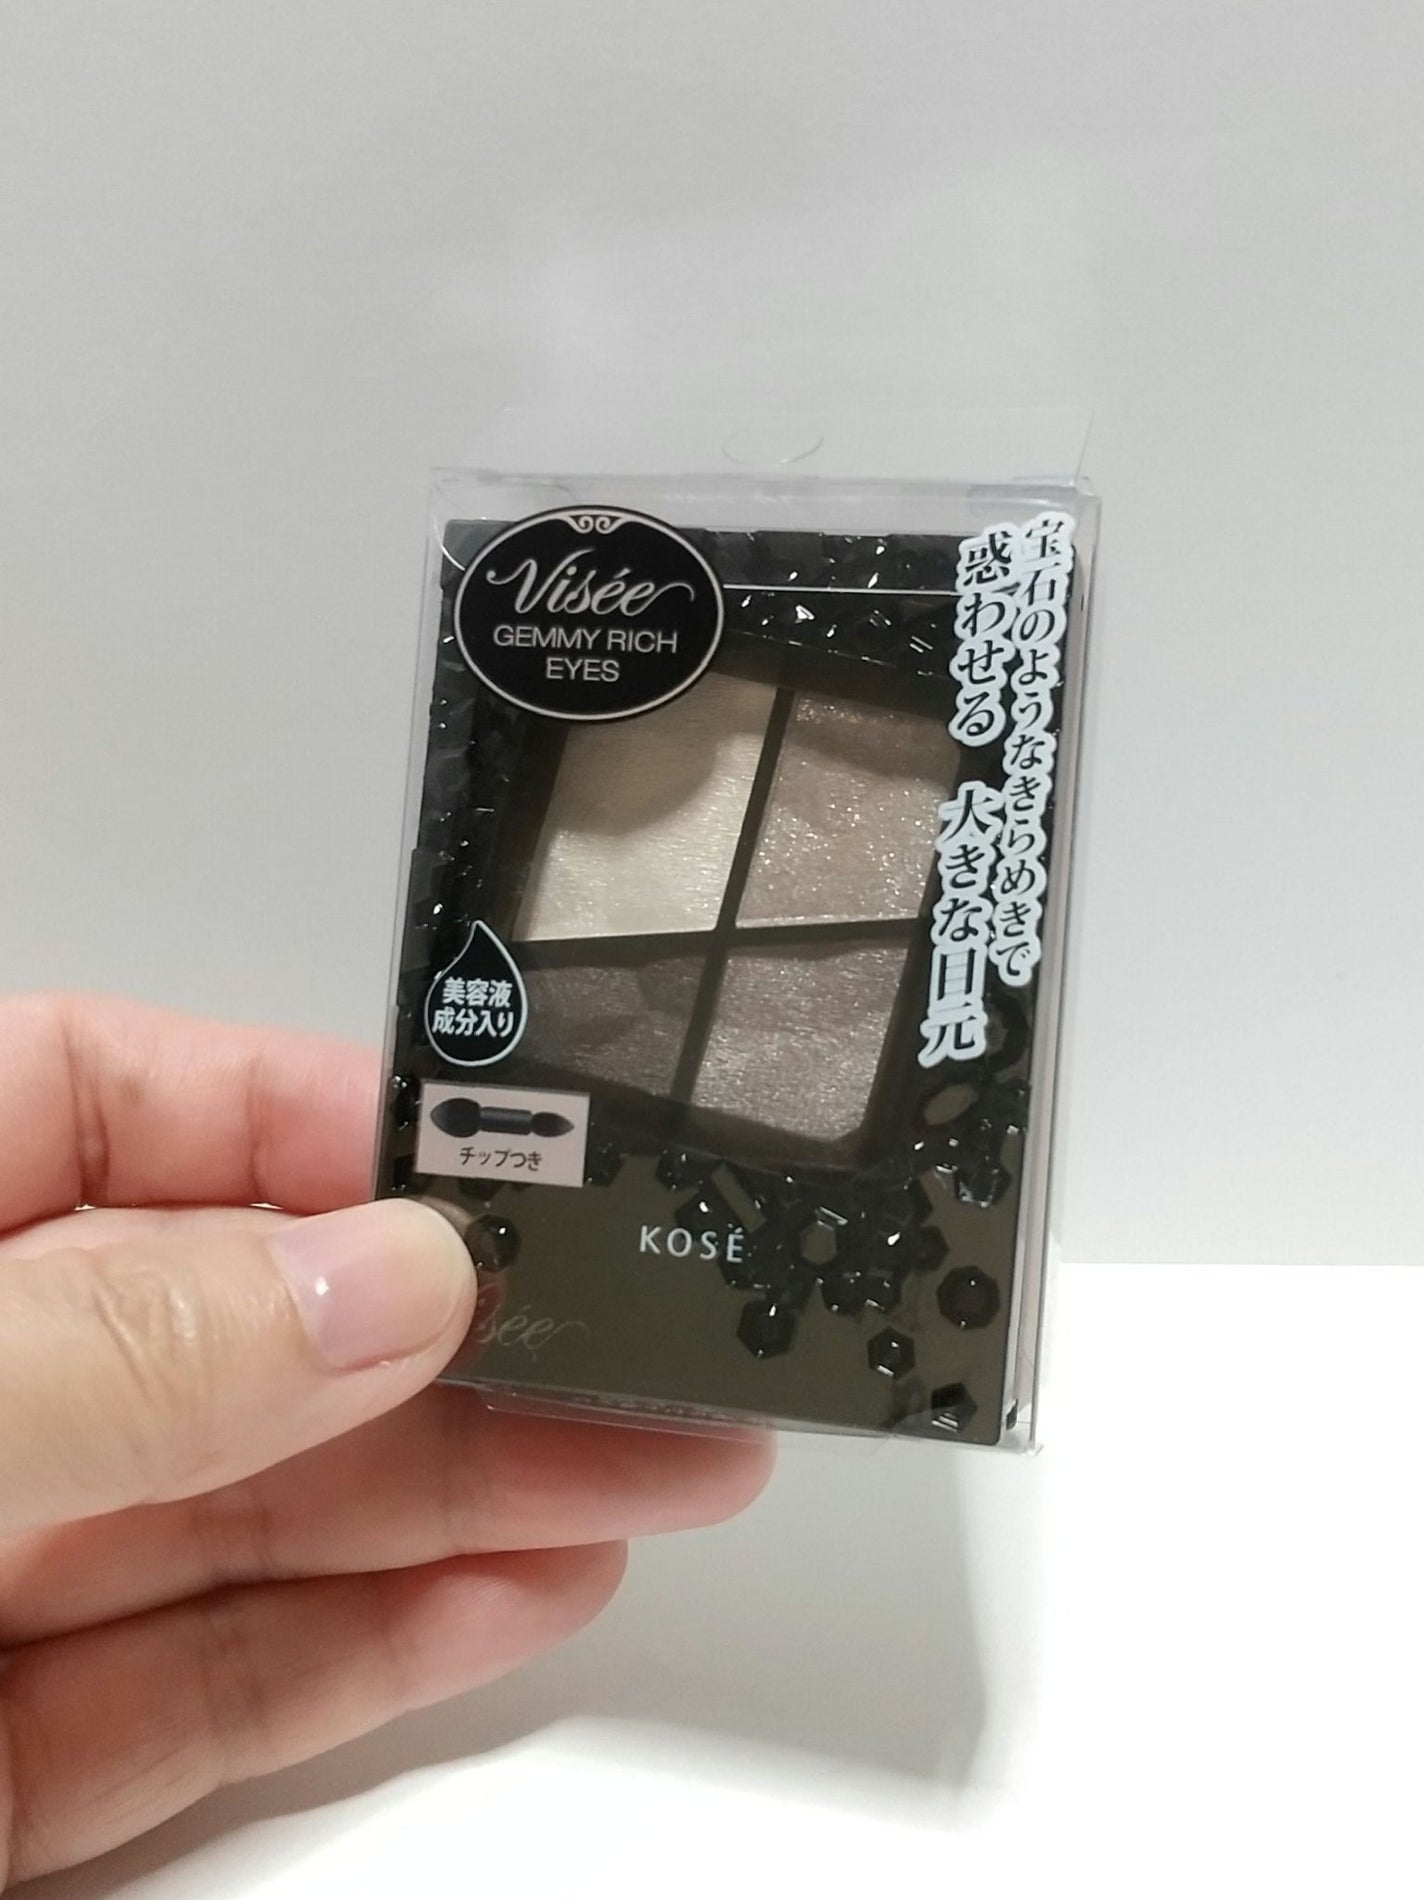 Visée
GEMMY RICH
EYES
宝石のようなきらめきで
惑わせる 大きな目元
美容液
成分入り
チップつき
KOSÉ